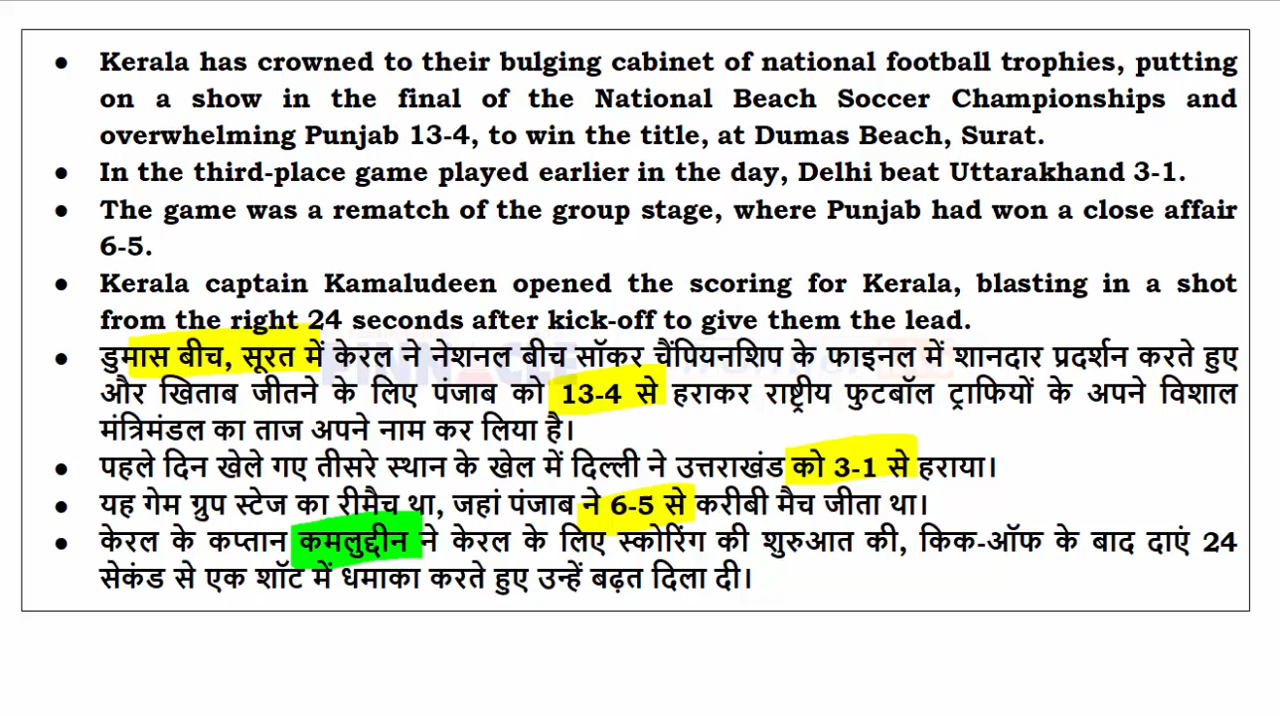 • Kerala has crowned to their bulging cabinet of national football trophies, putting
on a show in the final of the National Beach Soccer Championships and
overwhelming Punjab 13-4, to win the title, at Dumas Beach, Surat.
• In the third-place game played earlier in the day, Delhi beat Uttarakhand 3-1.
• The game was a rematch of the group stage, where Punjab had won a close affair
6-5.
• Kerala captain Kamaludeen opened the scoring for Kerala, blasting in a shot
from the right 24 seconds after kick-off to give them the lead.
• डुमास बीच, सूरत में केरल ने नेशनल बीच सॉकर चैंपियनशिप के फाइनल में शानदार प्रदर्शन करते हुए
और खिताब जीतने के लिए पंजाब को 13-4 से हराकर राष्ट्रीय फुटबॉल ट्राफियों के अपने विशाल
मंत्रिमंडल का ताज अपने नाम कर लिया है।
• पहले दिन खेले गए तीसरे स्थान के खेल में दिल्ली ने उत्तराखंड को 3-1 से हराया।
• यह गेम ग्रुप स्टेज का रीमैच था, जहां पंजाब ने 6-5 से करीबी मैच जीता था।
• केरल के कप्तान कमलुद्दीन ने केरल के लिए स्कोरिंग की शुरुआत की, किक-ऑफ के बाद दाएं 24
सेकंड से एक शॉट में धमाका करते हुए उन्हें बढ़त दिला दी।